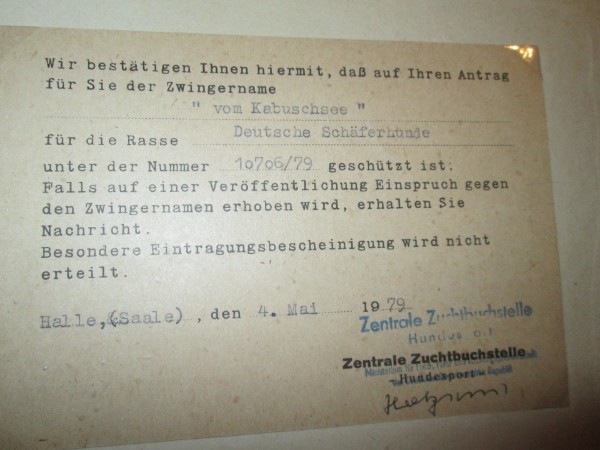 Wir bestätigen Ihnen hiermit, daß auf Ihren Antrag
für Sie der Zwingername
" vom Kabuschsee "
für die Rasse Deutsche Schäferhunde
unter der Nummer 10706/79 geschützt ist.
Falls auf einer Veröffentlichung Einspruch gegen
den Zwingernamen erhoben wird, erhalten Sie
Nachricht.
Besondere Eintragungsbescheinigung wird nicht
erteilt.
Halle, (Saale), den 4. Mai 1979
Zentrale Zuchtbuchstelle
Zentrale Zuchtbuchstelle
- Hundesport -